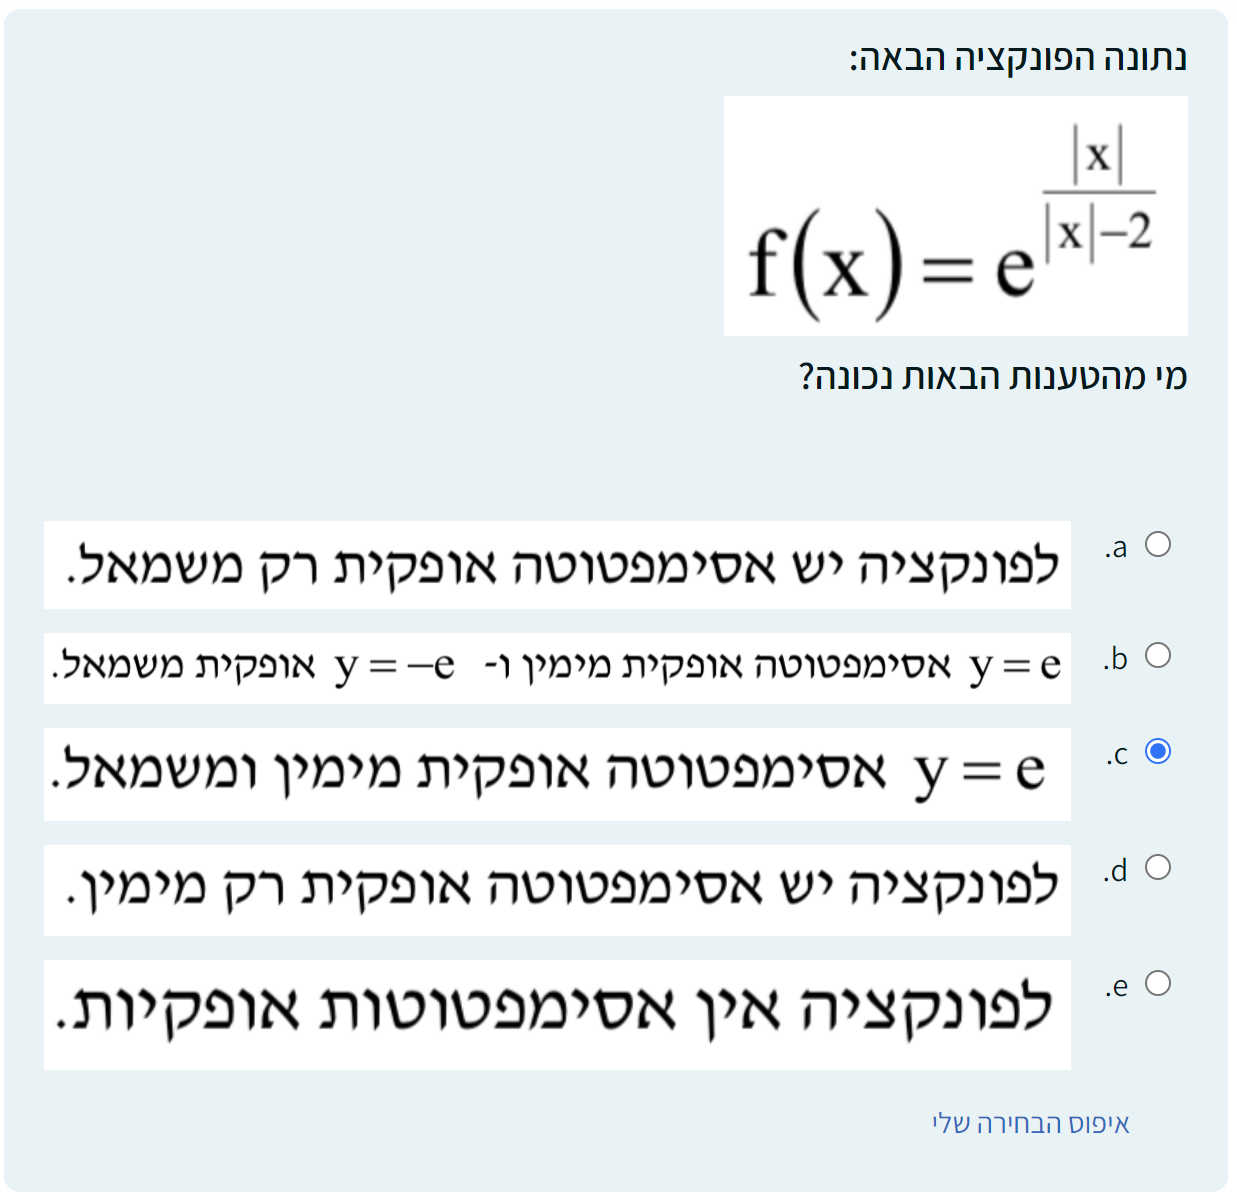 נתונה הפונקציה הבאה:
f(x) = e^{\frac{|x|}{|x|-2}}
מי מהטענות הבאות נכונה?
a. לפונקציה יש אסימפטוטה אופקית רק משמאל.
b. y = e אסימפטוטה אופקית מימין ו- y = −e אופקית משמאל.
c. y = e אסימפטוטה אופקית מימין ומשמאל.
d. לפונקציה יש אסימפטוטה אופקית רק מימין.
e. לפונקציה אין אסימפטוטות אופקיות.
איפוס הבחירה שלי